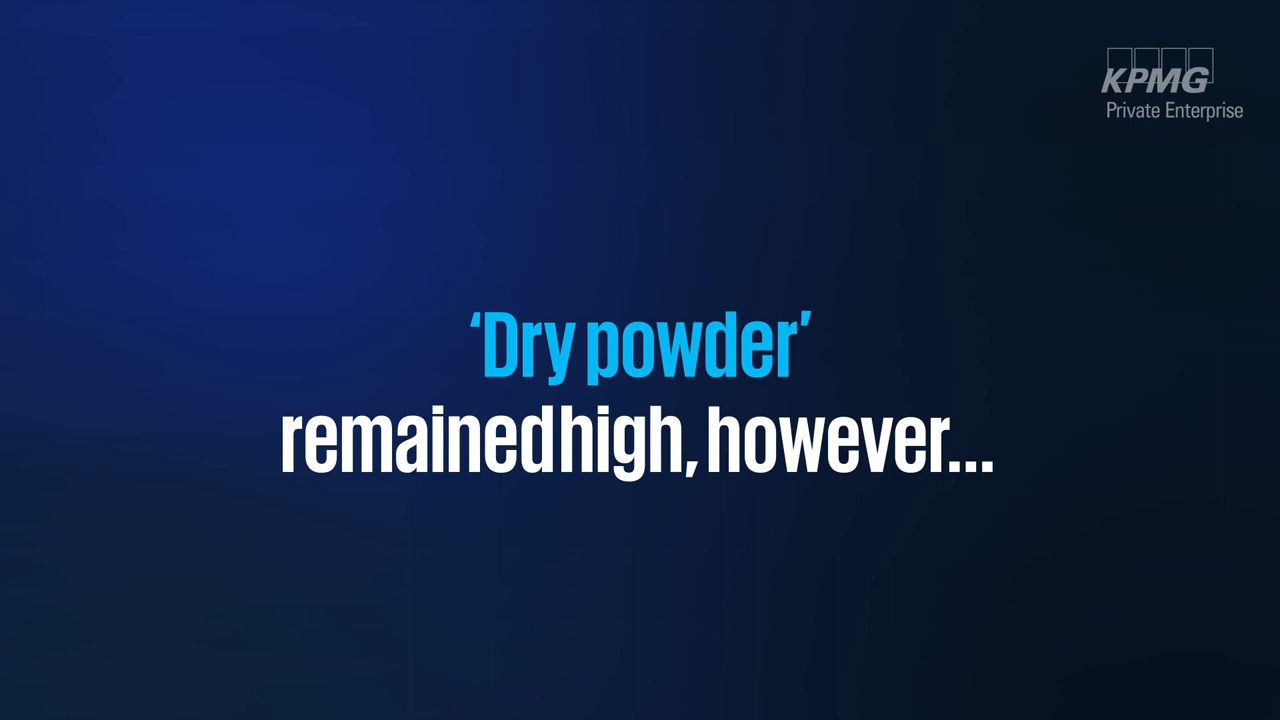 KPMG
Private Enterprise
‘Dry powder’
remained high, however...